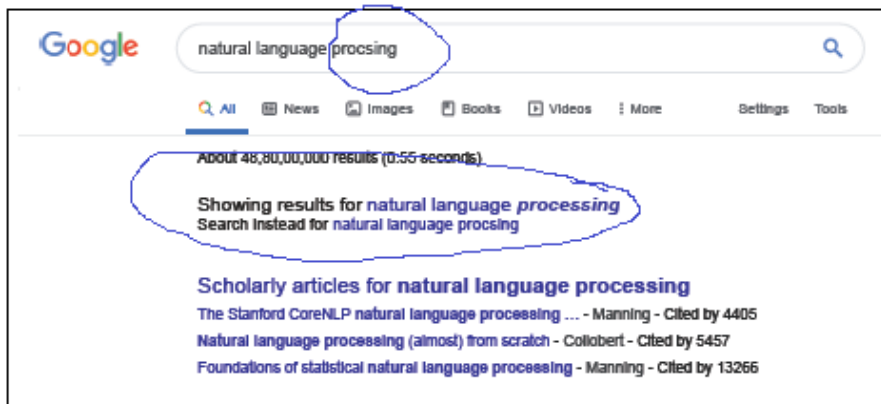 Google natural language procsing
All News Images Books Videos More Settings Tools
About 48,80,00,000 results (0.55 seconds)
Showing results for natural language processing
Search instead for natural language procsing
Scholarly articles for natural language processing
The Stanford CoreNLP natural language processing ... - Manning - Cited by 4405
Natural language processing (almost) from scratch - Collobert - Cited by 5457
Foundations of statistical natural language processing - Manning - Cited by 13266